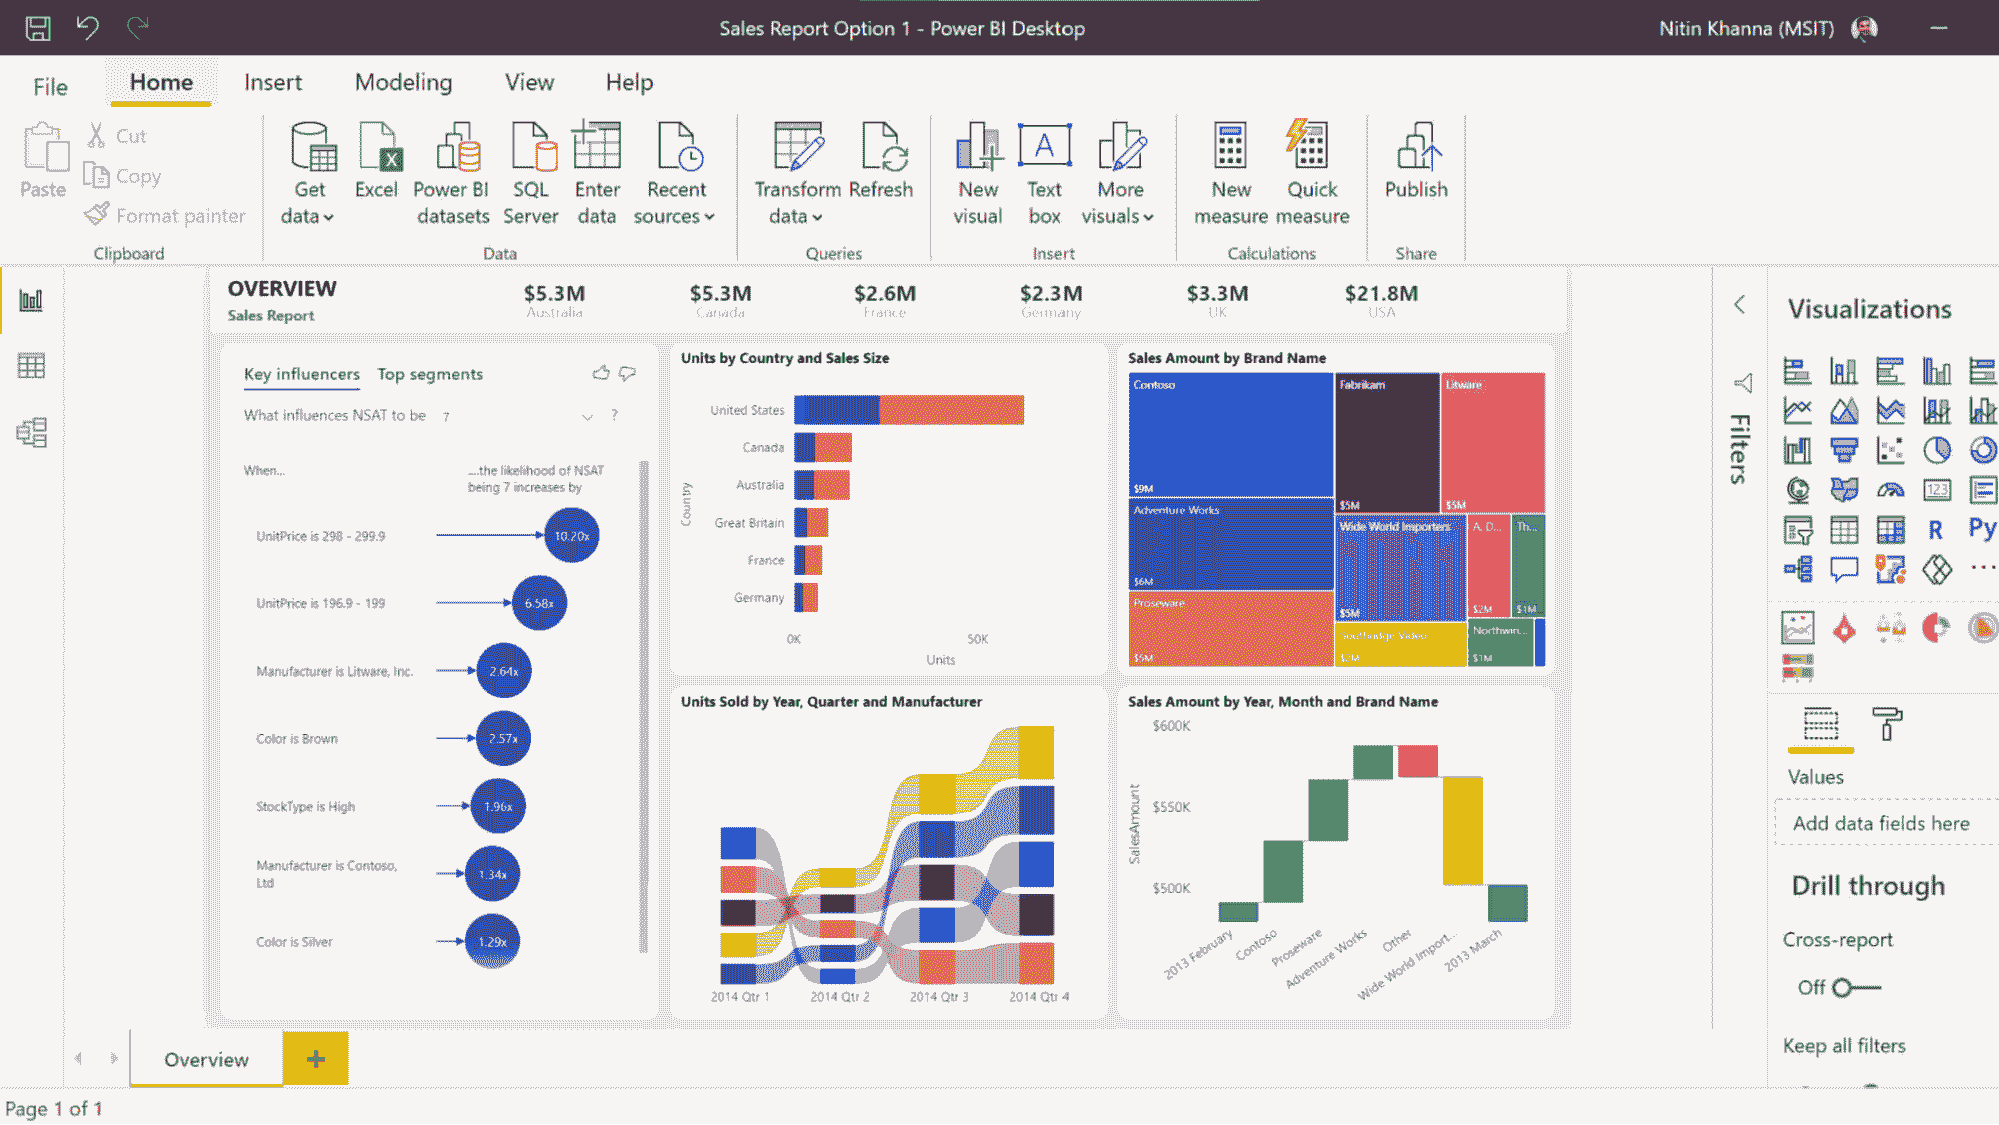 Sales Report Option 1 - Power BI Desktop
Nitin Khanna (MSIT)
File
Home
Insert
Modeling
View
Help
Paste
Cut
Copy
Format painter
Clipboard
Get data
Excel
Power BI datasets
SQL Server
Enter data
Recent sources
Data
Transform data
Refresh
Queries
New visual
Text box
More visuals
Insert
New measure
Quick measure
Calculations
Publish
Share
OVERVIEW
Sales Report
$5.3M
Australia
$5.3M
Canada
$2.6M
France
$2.3M
Germany
$3.3M
UK
$21.8M
USA
Key influencers
Top segments
What influences NSAT to be 7
?
When...
...the likelihood of NSAT
being 7 increases by
UnitPrice is 298 - 299.9
10.20x
UnitPrice is 196.9 - 199
6.58x
Manufacturer is Litware, Inc.
2.64x
Color is Brown
2.57x
StockType is High
1.96x
Manufacturer is Contoso,
Ltd
1.34x
Color is Silver
1.29x
Units by Country and Sales Size
Country
United States
Canada
Australia
Great Britain
France
Germany
0K
50K
Units
Sales Amount by Brand Name
Contoso
$9M
Fabrikam
$5M
Litware
$5M
Adventure Works
$6M
Wide World Importers
$5M
A. D...
$2M
Th...
$1M
Proseware
$5M
Southridge Video
Northwin...
$1M
Units Sold by Year, Quarter and Manufacturer
2014 Qtr 1
2014 Qtr 2
2014 Qtr 3
2014 Qtr 4
Sales Amount by Year, Month and Brand Name
SalesAmount
$600K
$550K
$500K
2013 February
Contoso
Proseware
Adventure Works
Other
Wide World Import...
2013 March
Filters
Visualizations
123
R
Py
Values
Add data fields here
Drill through
Cross-report
Off
Keep all filters
Overview
+
Page 1 of 1